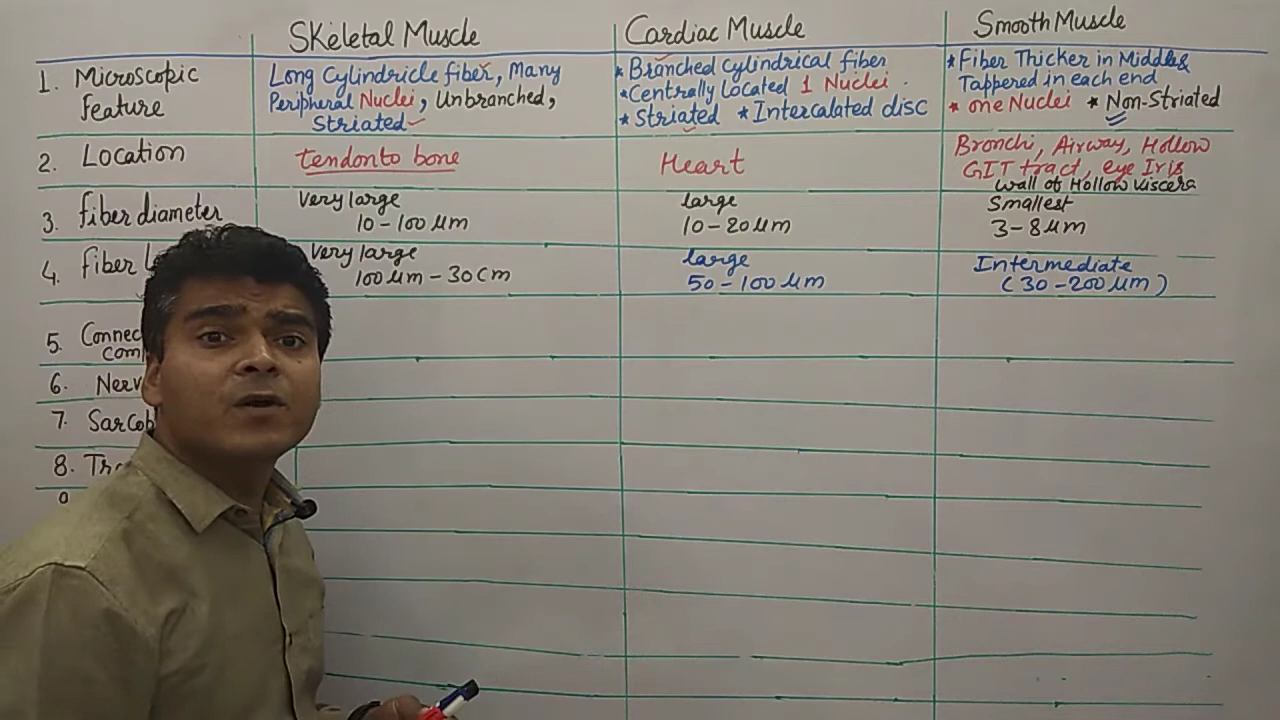 Skeletal Muscle
Cardiac Muscle
Smooth Muscle
1. Microscopic
Feature
Long Cylindricle fiber, Many
Peripheral Nuclei, Unbranched,
Striated
* Branched Cylindrical fiber
* Centrally Located 1 Nuclei
* Striated * Intercalated disc
* Fiber Thicker in Middle &
Tappered in each end
* one Nuclei * Non-Striated
2. Location
tendon to bone
Heart
Bronchi, Airway, Hollow
GIT tract, eye Iris
Wall of Hollow viscera
3. fiber diameter
Very large
10-100 µm
large
10-20 µm
Smallest
3-8 µm
4. Fiber
Very large
100 µm - 30 cm
large
50-100 µm
Intermediate
(30-200 µm)
5.
6.
7.
8.